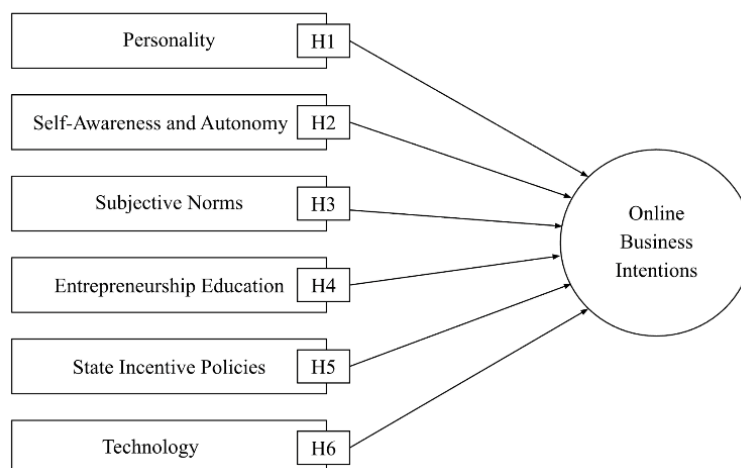 Personality
H1
Self-Awareness and Autonomy
H2
Subjective Norms
H3
Entrepreneurship Education
H4
State Incentive Policies
H5
Technology
H6
Online
Business
Intentions